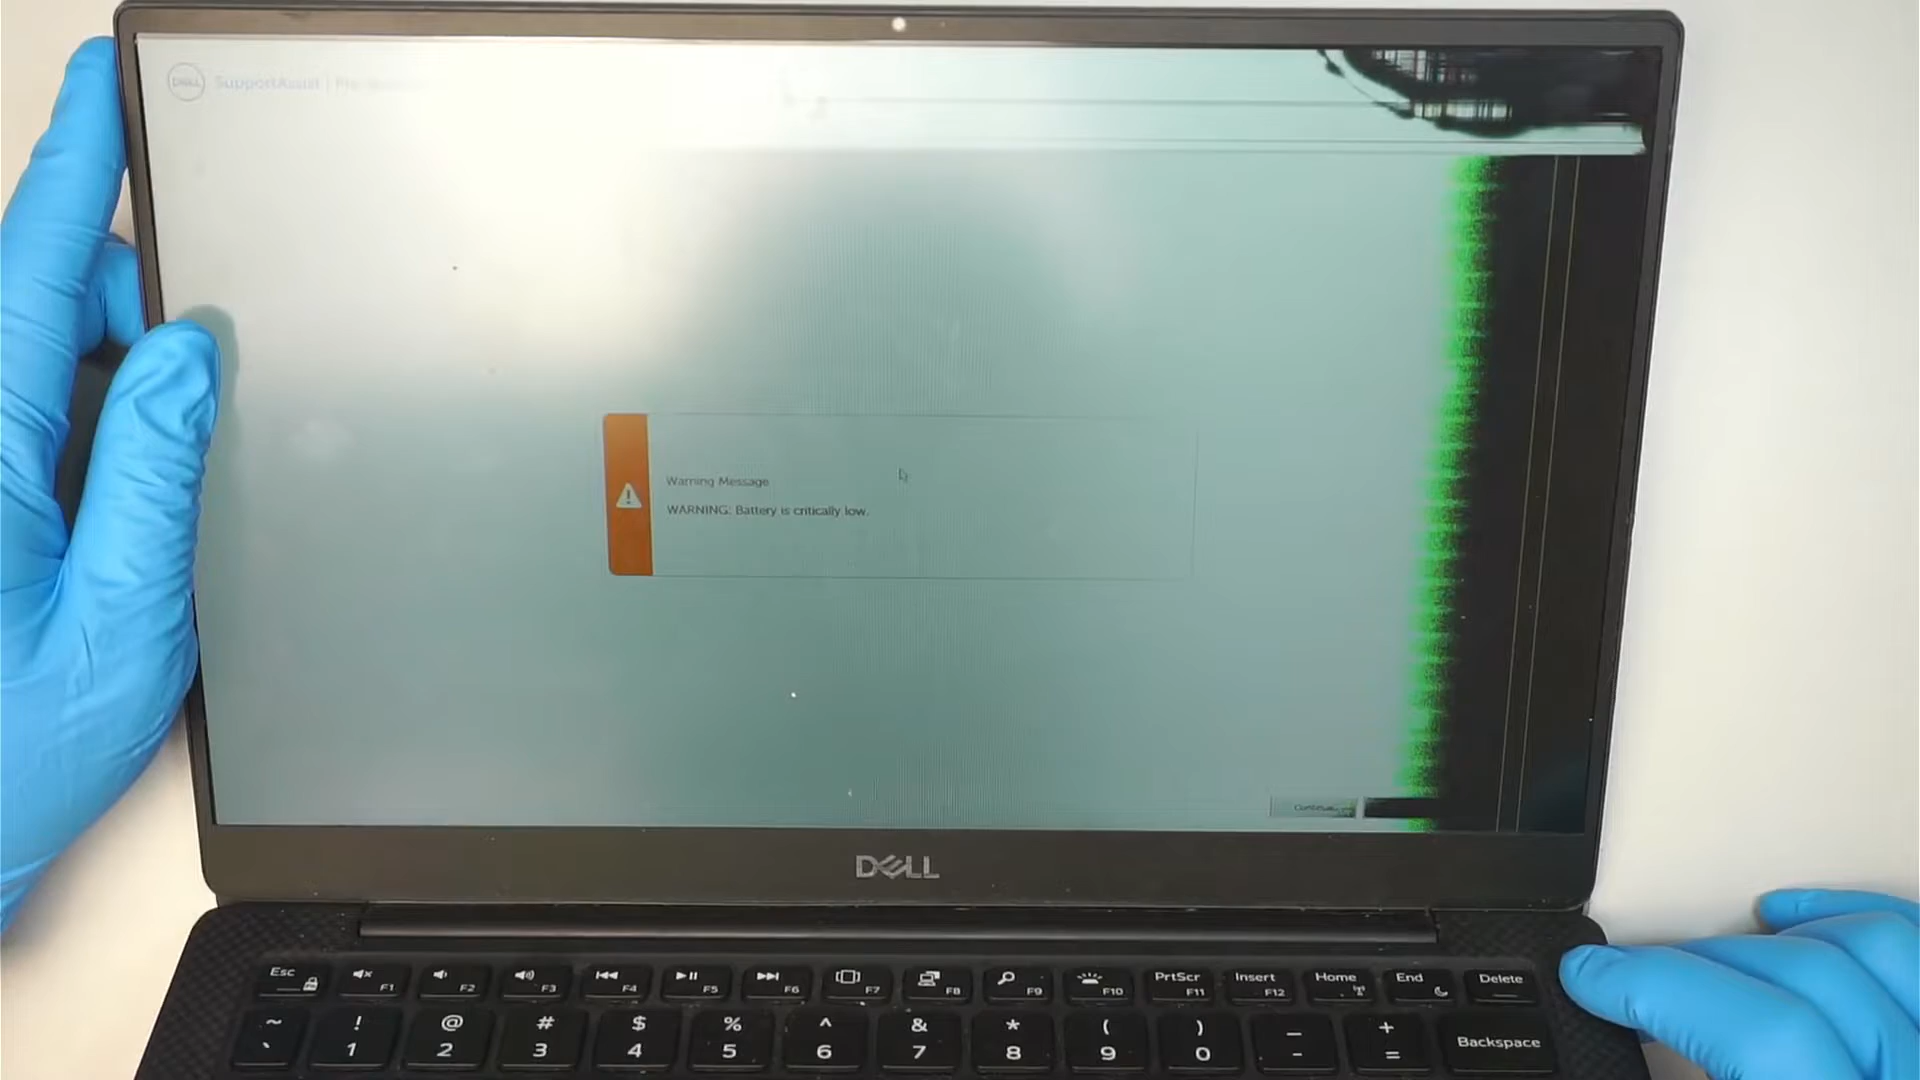 DELL SupportAssist |
Warning Message
WARNING: Battery is critically low.
DELL
Esc F1 F2 F3 F4 F5 F6 F7 F8 F9 F10 PrtScr F11 Insert F12 Home End Delete
~ ! @ # $ % ^ & * ( ) _ +
` 1 2 3 4 5 6 7 8 9 0 - = Backspace